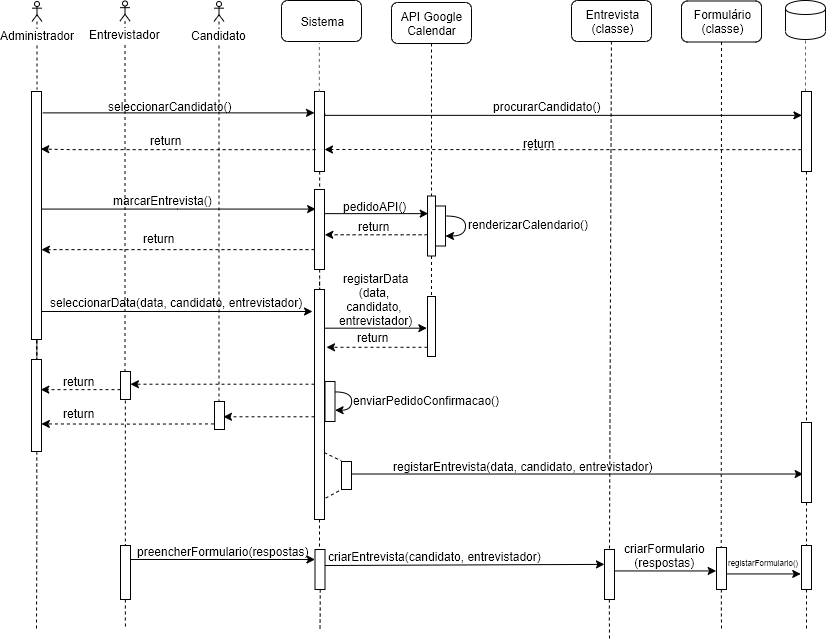 Administrador
Entrevistador
Candidato
Sistema
API Google
Calendar
Entrevista
(classe)
Formulário
(classe)
seleccionarCandidato()
procurarCandidato()
return
return
marcarEntrevista()
pedidoAPI()
return
renderizarCalendario()
return
registarData
(data,
candidato,
entrevistador)
seleccionarData(data, candidato, entrevistador)
return
return
enviarPedidoConfirmacao()
return
registarEntrevista(data, candidato, entrevistador)
preencherFormulario(respostas)
criarEntrevista(candidato, entrevistador)
criarFormulario
(respostas)
registarFormulario()